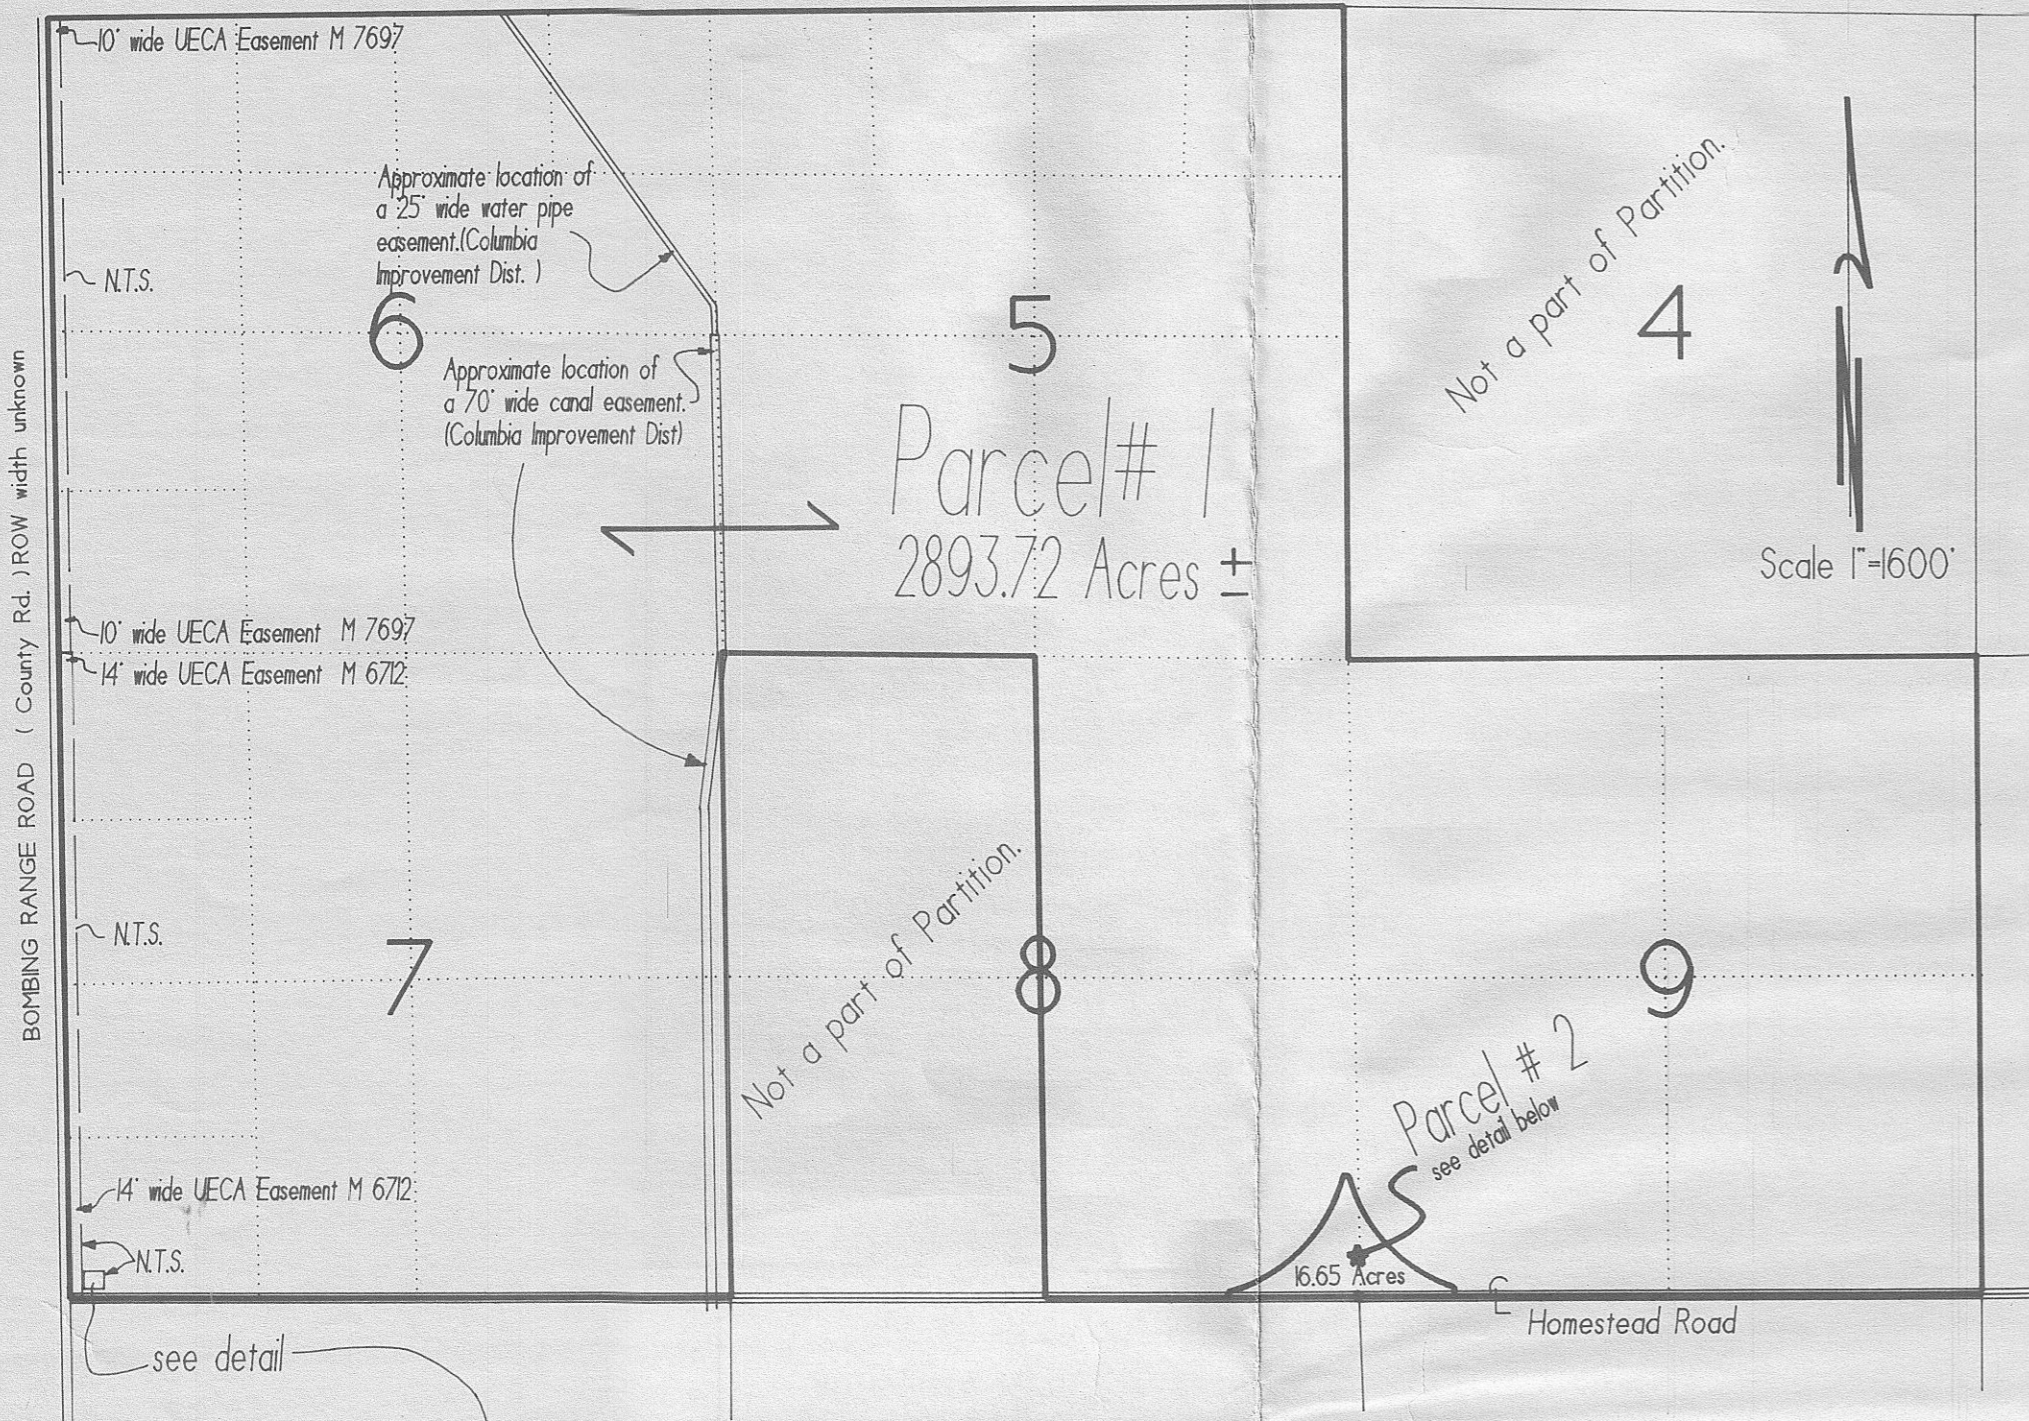 10' wide UECA Easement M 7697
Approximate location of
a 25' wide water pipe
easement.(Columbia
Improvement Dist. )
N.T.S.
6
5
4
Not a part of Partition.
Scale 1"=1600'
Approximate location of
a 70' wide canal easement.
(Columbia Improvement Dist)
Parcel# 1
2893.72 Acres ±
BOMBING RANGE ROAD ( County Rd. ) ROW width unknown
10' wide UECA Easement M 7697
14' wide UECA Easement M 6712
N.T.S.
7
Not a part of Partition.
8
9
Parcel # 2
see detail below
14' wide UECA Easement M 6712
N.T.S.
16.65 Acres
CL
Homestead Road
see detail
N